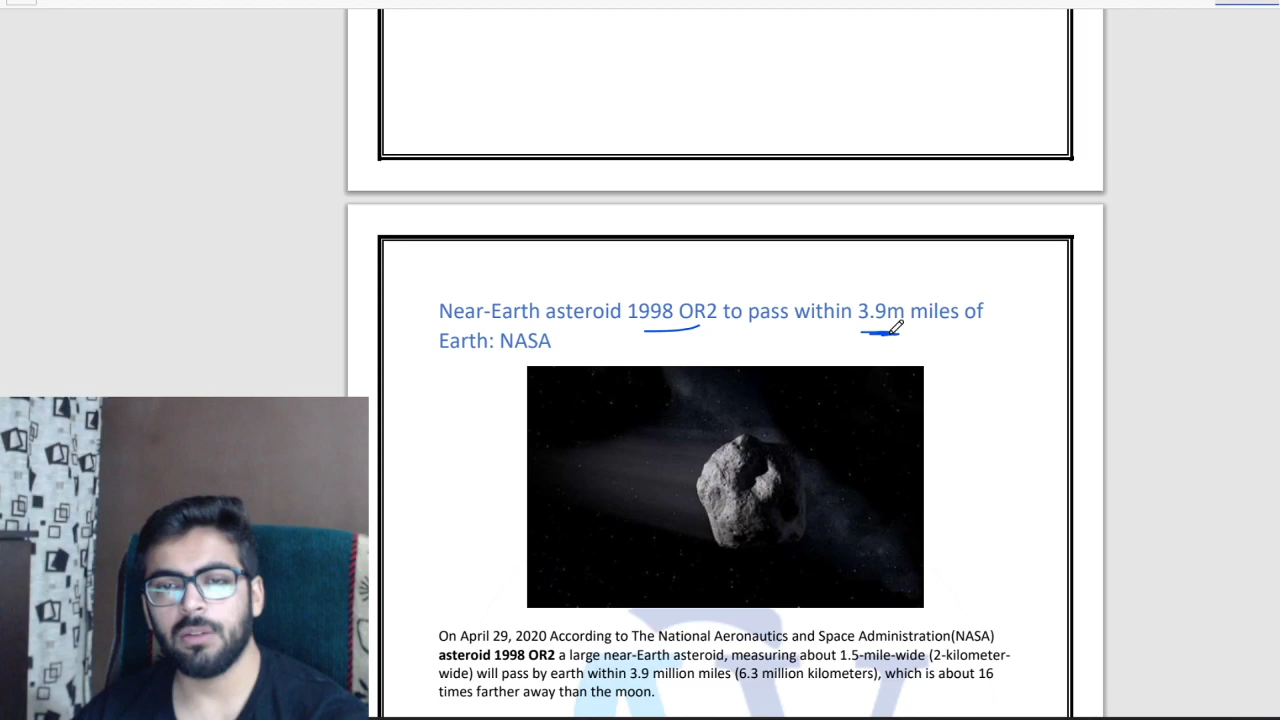 Near-Earth asteroid 1998 OR2 to pass within 3.9m miles of
Earth: NASA
On April 29, 2020 According to The National Aeronautics and Space Administration(NASA)
asteroid 1998 OR2 a large near-Earth asteroid, measuring about 1.5-mile-wide (2-kilometer-
wide) will pass by earth within 3.9 million miles (6.3 million kilometers), which is about 16
times farther away than the moon.